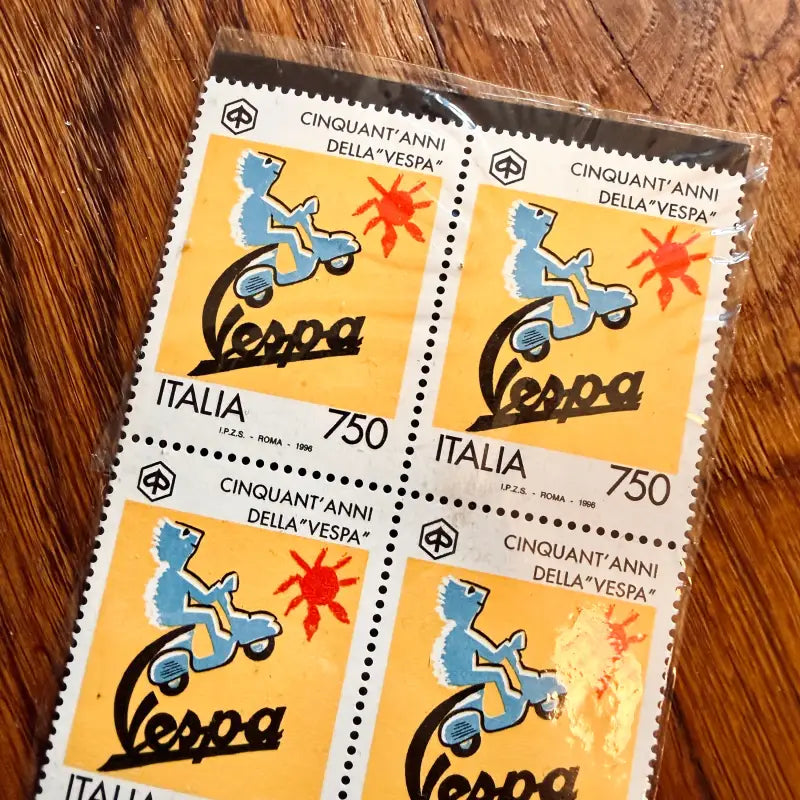 CINQUANT'ANNI
DELLA"VESPA"
Vespa
ITALIA
750
I.P.Z.S. - ROMA - 1996
CINQUANT'ANNI
DELLA"VESPA"
Vespa
ITALIA
750
I.P.Z.S. - ROMA - 1996
CINQUANT'ANNI
DELLA"VESPA"
Vespa
ITALIA
CINQUANT'ANNI
DELLA"VESPA"
Vespa